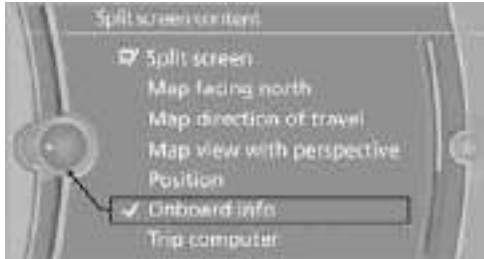 Split screen content
Split screen
Map facing north
Map direction of travel
Map view with perspective
Position
Onboard info
Trip computer